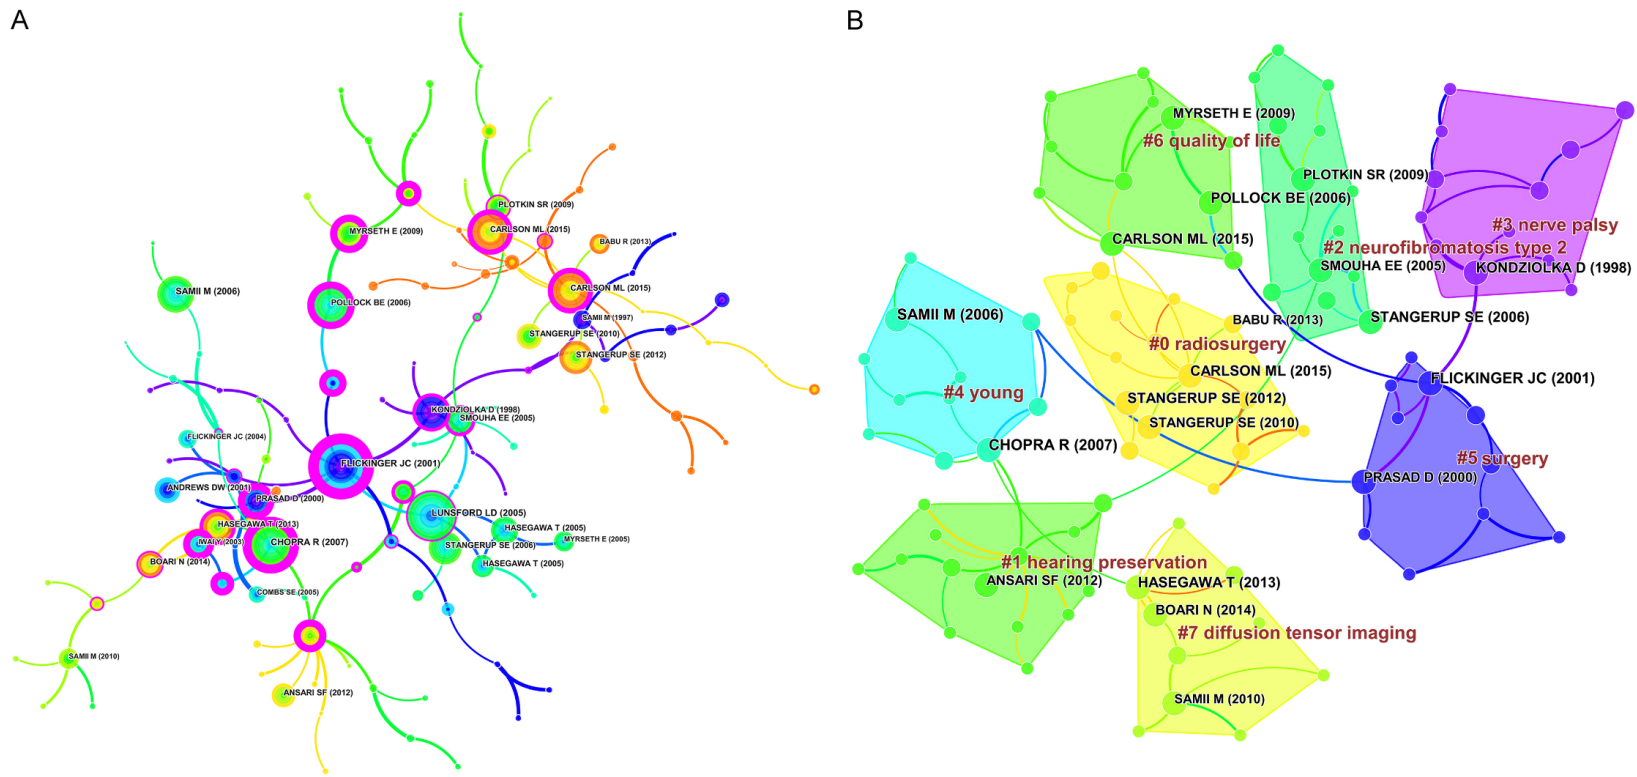 A
PLOTKIN SR (2009)
CARLSON ML (2015)
MYRSETH E (2009)
BABU R (2013)
SAMII M (2006)
CARLSON ML (2015)
POLLOCK BE (2006)
SAMII M (1997)
STANGERUP SE (2010)
STANGERUP SE (2012)
KONDZIOLKA D (1998)
SMOUHA EE (2005)
FLICKINGER JC (2004)
FLICKINGER JC (2001)
ANDREWS DW (2001)
PRASAD D (2000)
LUNSFORD LD (2005)
HASEGAWA T (2013)
HASEGAWA T (2005)
IWAI Y (2003)
CHOPRA R (2007)
MYRSETH E (2005)
STANGERUP SE (2006)
BOARI N (2014)
HASEGAWA T (2005)
COMBS SE (2005)
SAMII M (2010)
ANSARI SF (2012)
B
MYRSETH E (2009)
#6 quality of life
PLOTKIN SR (2009)
POLLOCK BE (2006)
#3 nerve palsy
CARLSON ML (2015)
#2 neurofibromatosis type 2
SMOUHA EE (2005)
KONDZIOLKA D (1998)
SAMII M (2006)
BABU R (2013)
STANGERUP SE (2006)
#0 radiosurgery
CARLSON ML (2015)
FLICKINGER JC (2001)
#4 young
STANGERUP SE (2012)
STANGERUP SE (2010)
CHOPRA R (2007)
#5 surgery
PRASAD D (2000)
#1 hearing preservation
ANSARI SF (2012)
HASEGAWA T (2013)
BOARI N (2014)
#7 diffusion tensor imaging
SAMII M (2010)